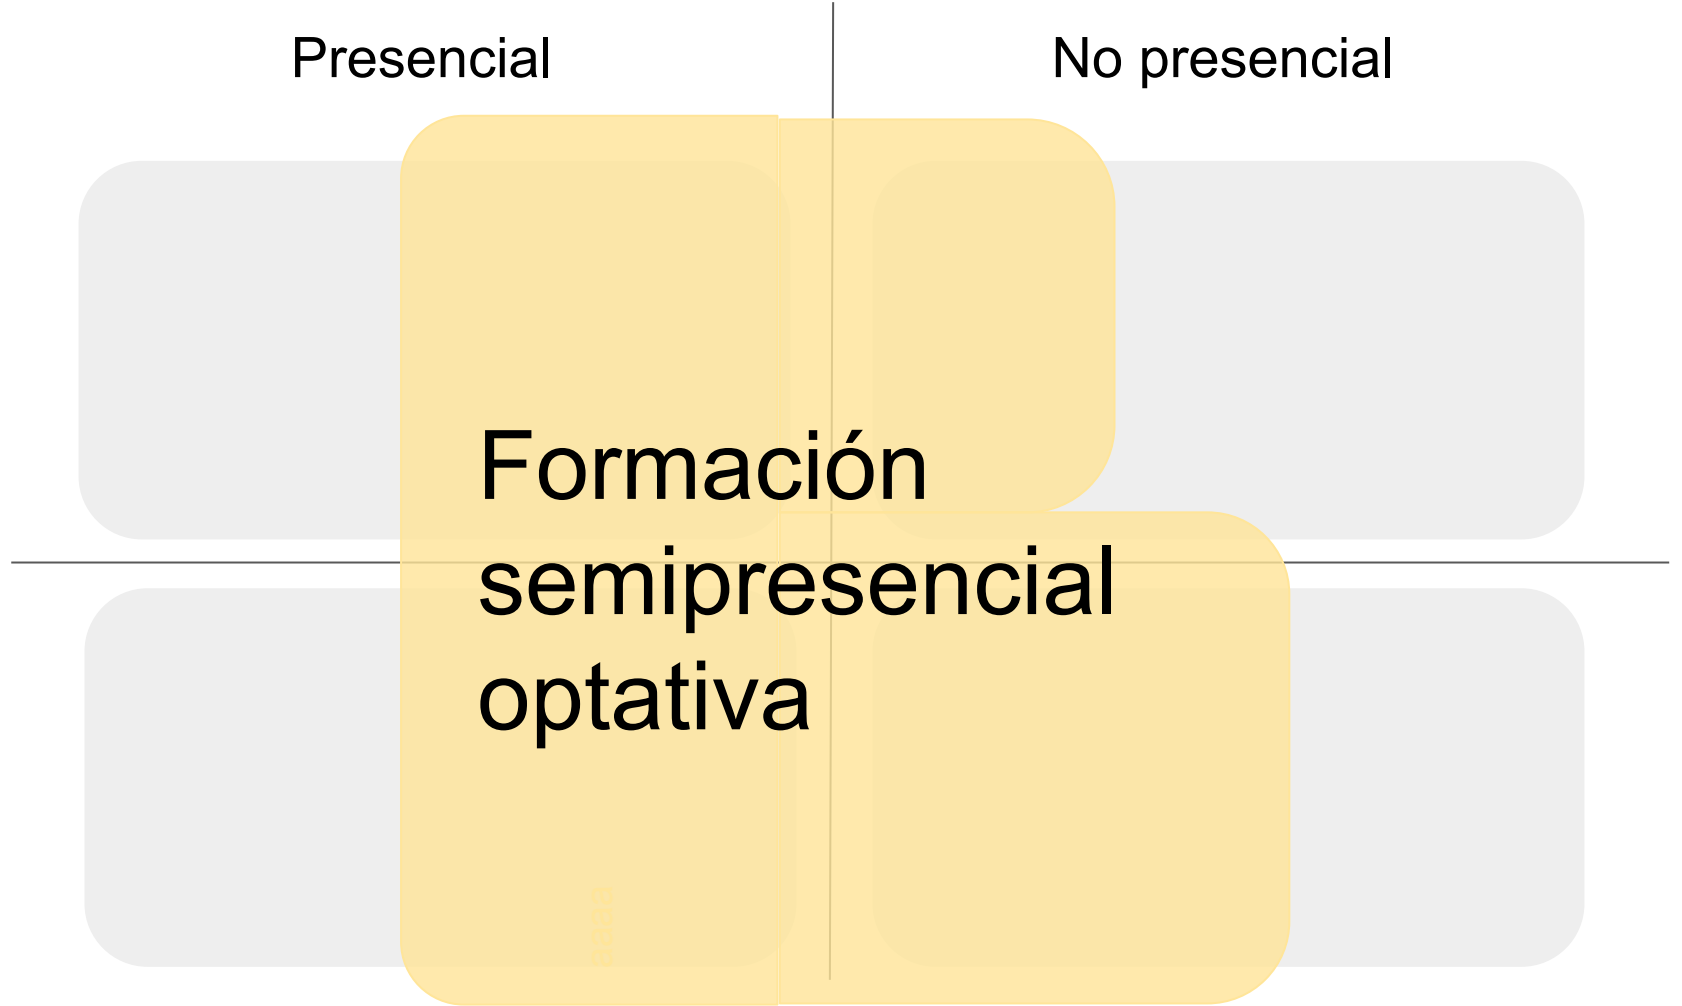 Presencial
No presencial
Formación
semipresencial
optativa